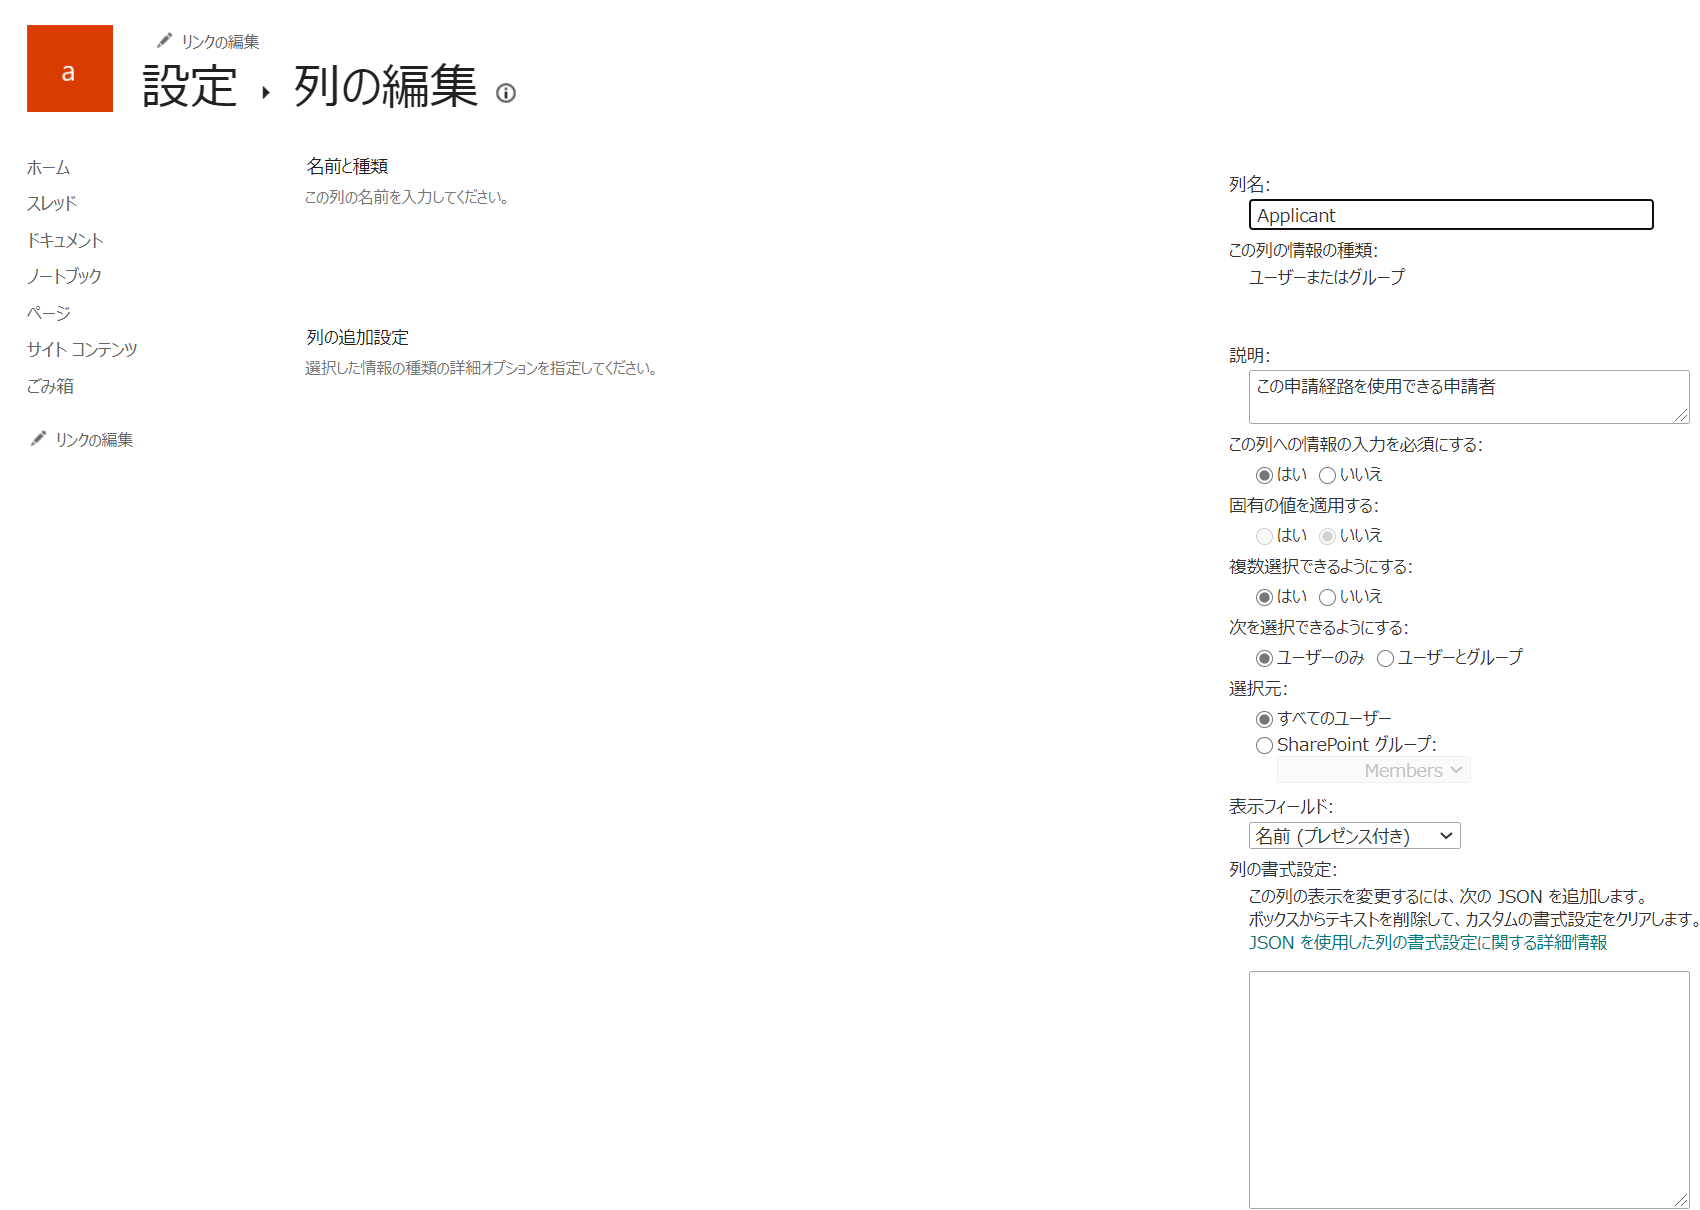 a
リンクの編集
設定 ▸ 列の編集
ホーム
スレッド
ドキュメント
ノートブック
ページ
サイト コンテンツ
ごみ箱
リンクの編集
名前と種類
この列の名前を入力してください。
列名:
Applicant
この列の情報の種類:
ユーザーまたはグループ
列の追加設定
選択した情報の種類の詳細オプションを指定してください。
説明:
この申請経路を使用できる申請者
この列への情報の入力を必須にする:
はい いいえ
固有の値を適用する:
はい いいえ
複数選択できるようにする:
はい いいえ
次を選択できるようにする:
ユーザーのみ ユーザーとグループ
選択元:
すべてのユーザー
SharePoint グループ:
Members
表示フィールド:
名前 (プレゼンス付き)
列の書式設定:
この列の表示を変更するには、次の JSON を追加します。
ボックスからテキストを削除して、カスタムの書式設定をクリアします。
JSON を使用した列の書式設定に関する詳細情報